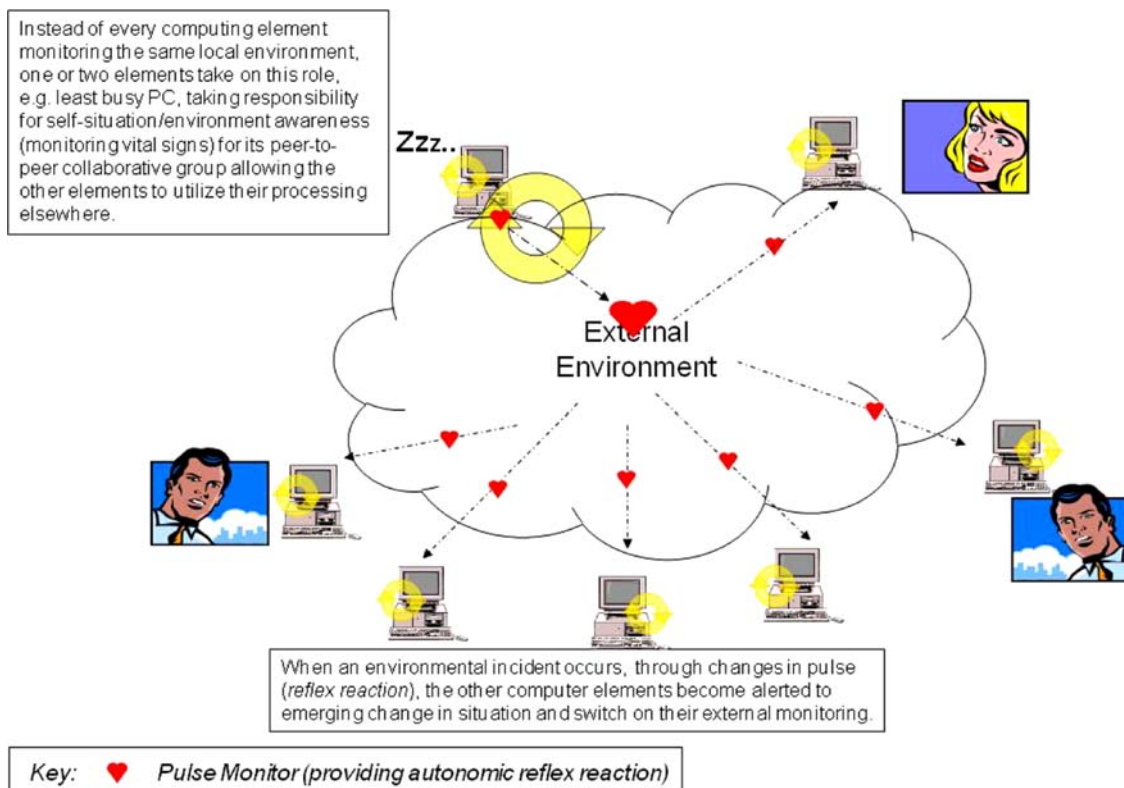 Instead of every computing element
monitoring the same local environment,
one or two elements take on this role,
e.g. least busy PC, taking responsibility
for self-situation/environment awareness
(monitoring vital signs) for its peer-to-
peer collaborative group allowing the
other elements to utilize their processing
elsewhere.
Zzz..
External
Environment
When an environmental incident occurs, through changes in pulse
(reflex reaction), the other computer elements become alerted to
emerging change in situation and switch on their external monitoring.
Key: Pulse Monitor (providing autonomic reflex reaction)